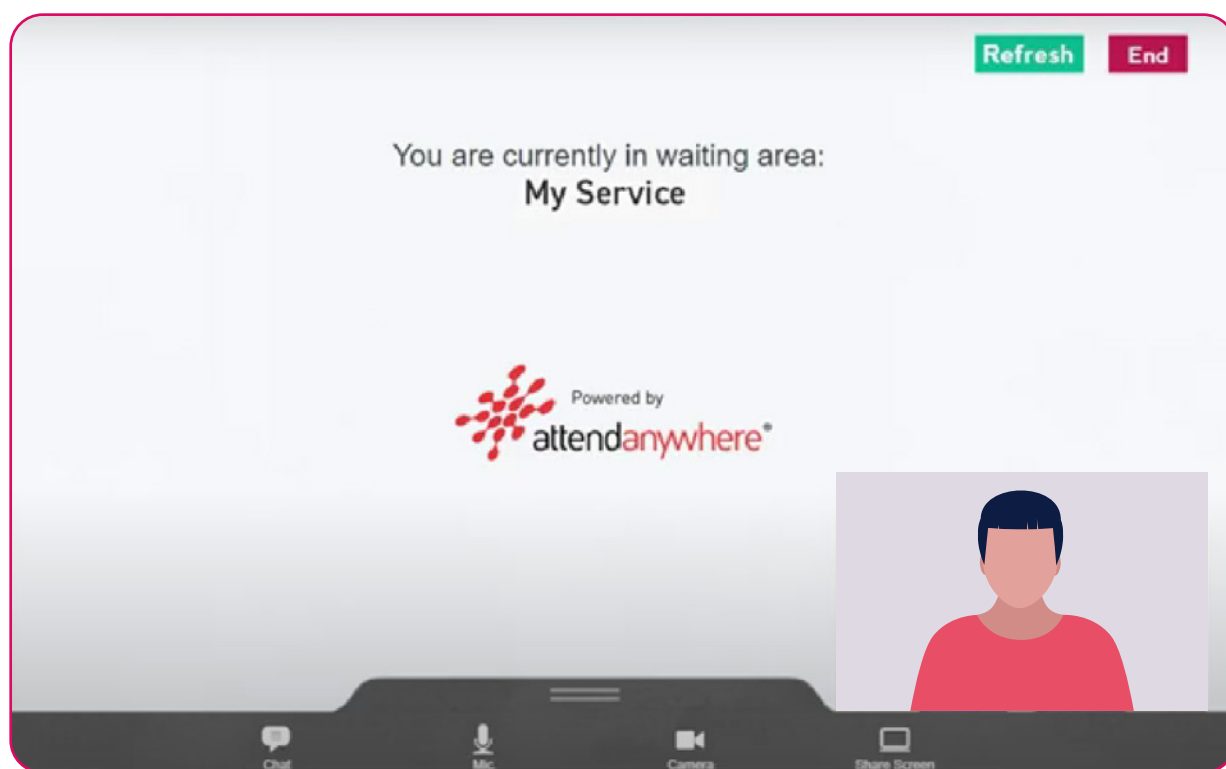 Refresh End
You are currently in waiting area:
My Service
Powered by
attendanywhere®
Chat Mic Camera Share Screen